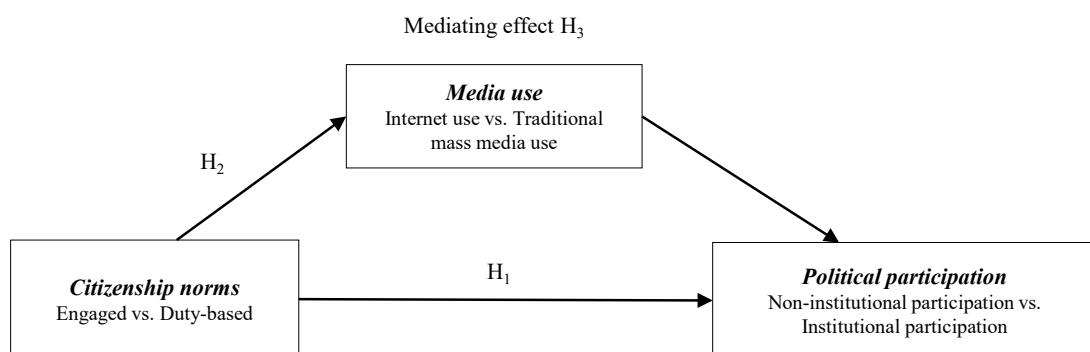 Mediating effect H₃
Media use
Internet use vs. Traditional
mass media use
H₂
H₁
Citizenship norms
Engaged vs. Duty-based
Political participation
Non-institutional participation vs.
Institutional participation